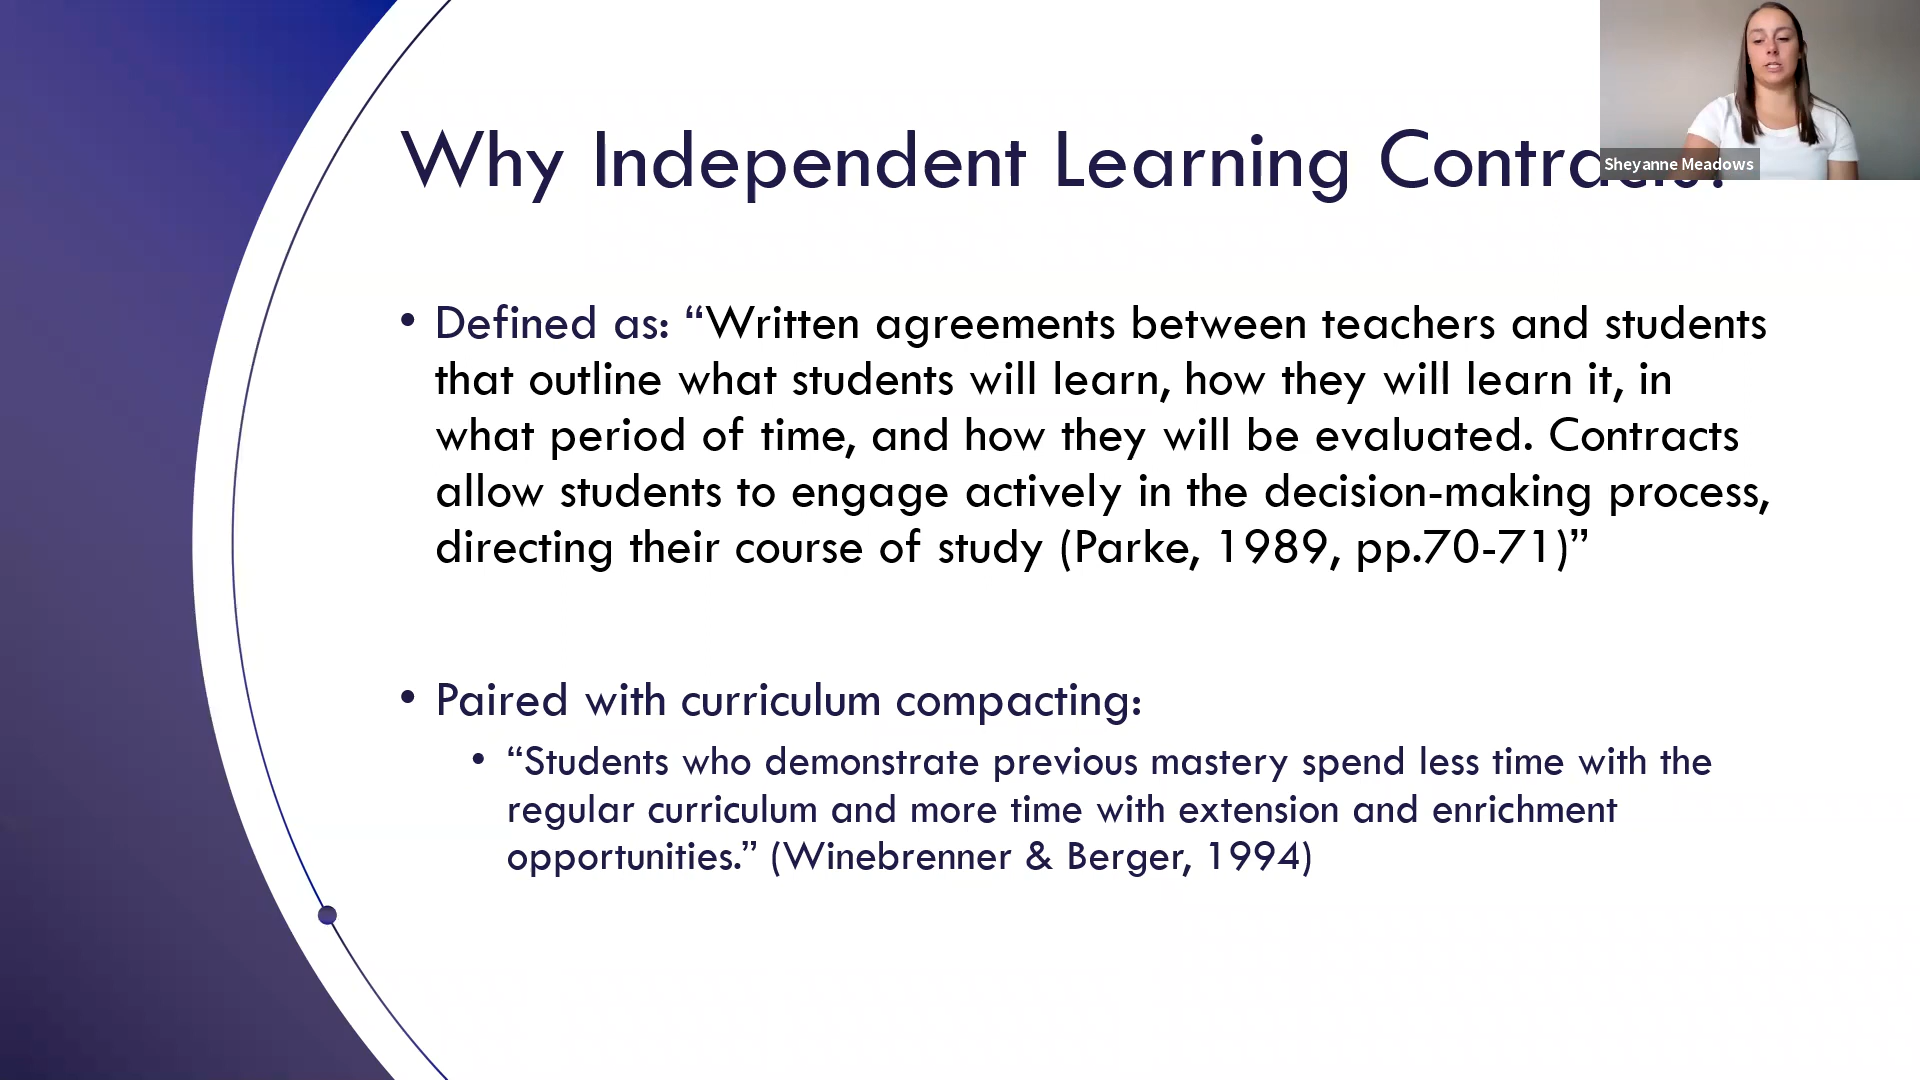 Why Independent Learning Contracts?
Sheyanne Meadows
• Defined as: “Written agreements between teachers and students
that outline what students will learn, how they will learn it, in
what period of time, and how they will be evaluated. Contracts
allow students to engage actively in the decision-making process,
directing their course of study (Parke, 1989, pp.70-71)”
• Paired with curriculum compacting:
• “Students who demonstrate previous mastery spend less time with the
regular curriculum and more time with extension and enrichment
opportunities.” (Winebrenner & Berger, 1994)